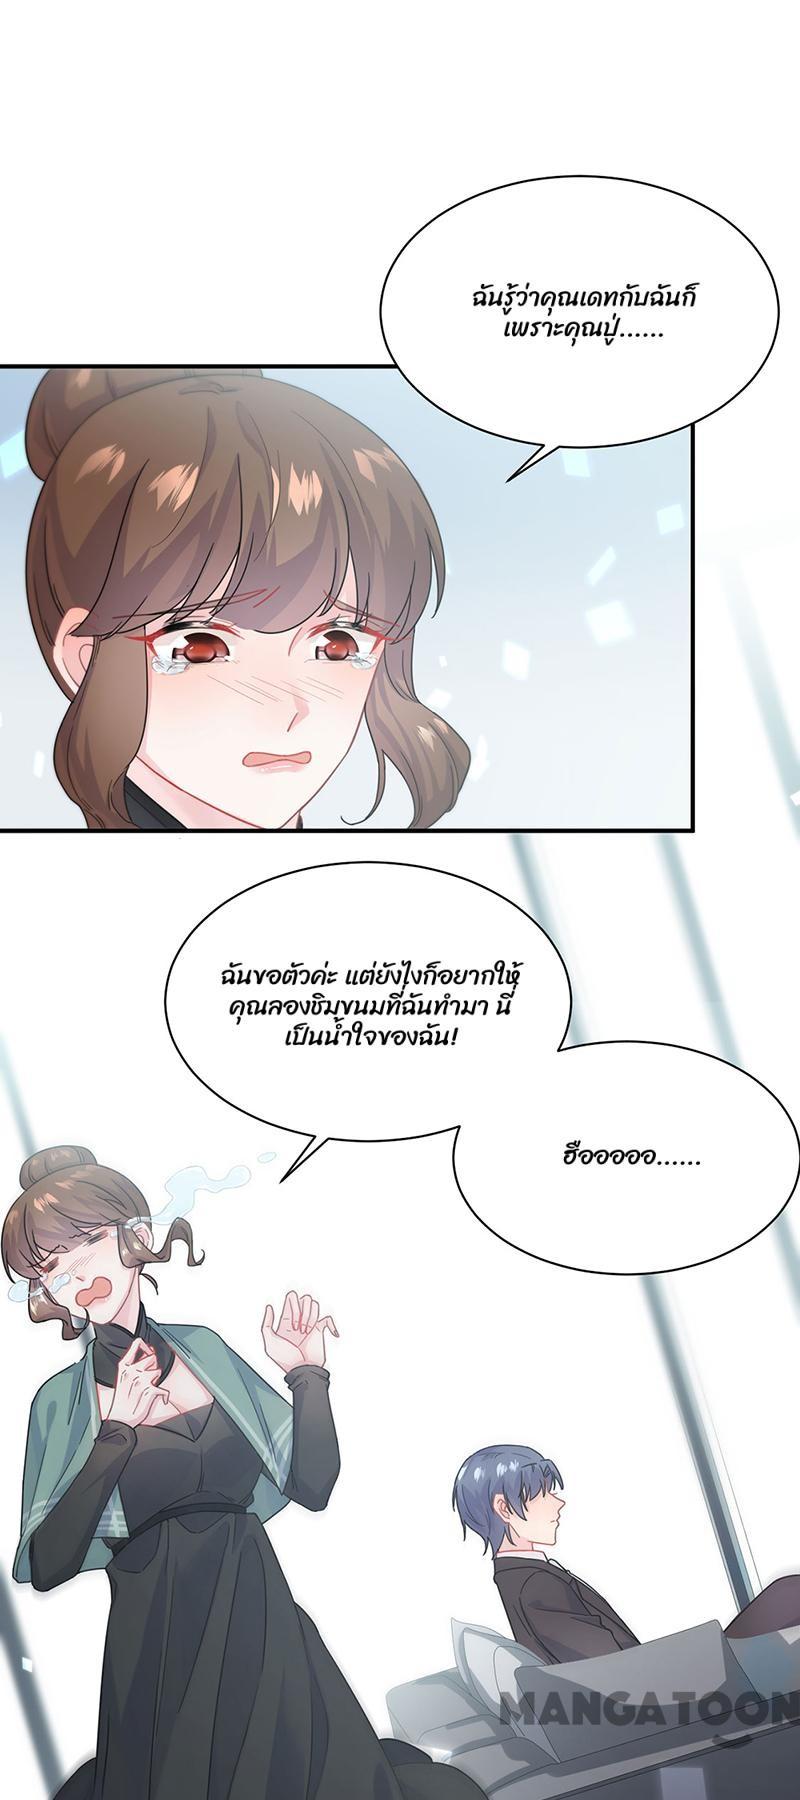 ฉันรู้ว่าคุณเดทกับฉันก็
เพราะคุณปู่......
ฉันขอตัวค่ะ แต่ยังไงก็อยากให้
คุณลองชิมขนมที่ฉันทำมา นี่
เป็นน้ำใจของฉัน!
ฮืออออออ......
MANGATOON